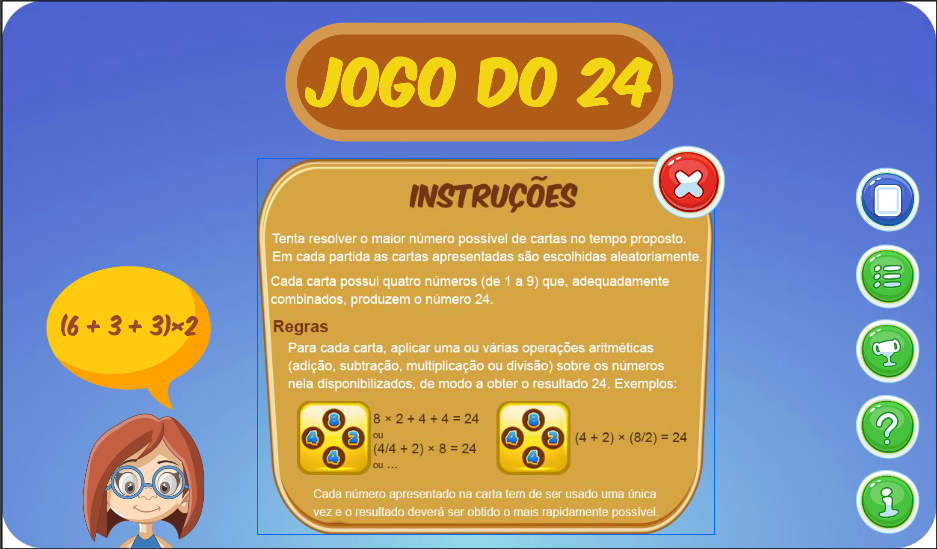 JOGO DO 24
INSTRUÇÕES
Tenta resolver o maior número possível de cartas no tempo proposto.
Em cada partida as cartas apresentadas são escolhidas aleatoriamente.
Cada carta possui quatro números (de 1 a 9) que, adequadamente
combinados, produzem o número 24.
Regras
Para cada carta, aplicar uma ou várias operações aritméticas
(adição, subtração, multiplicação ou divisão) sobre os números
nela disponibilizados, de modo a obter o resultado 24. Exemplos:
8
4 2
4
8 × 2 + 4 + 4 = 24
ou
(4/4 + 2) × 8 = 24
ou ...
8
4 2
4
(4 + 2) × (8/2) = 24
Cada número apresentado na carta tem de ser usado uma única
vez e o resultado deverá ser obtido o mais rapidamente possível.
(6 + 3 + 3)×2
?
i